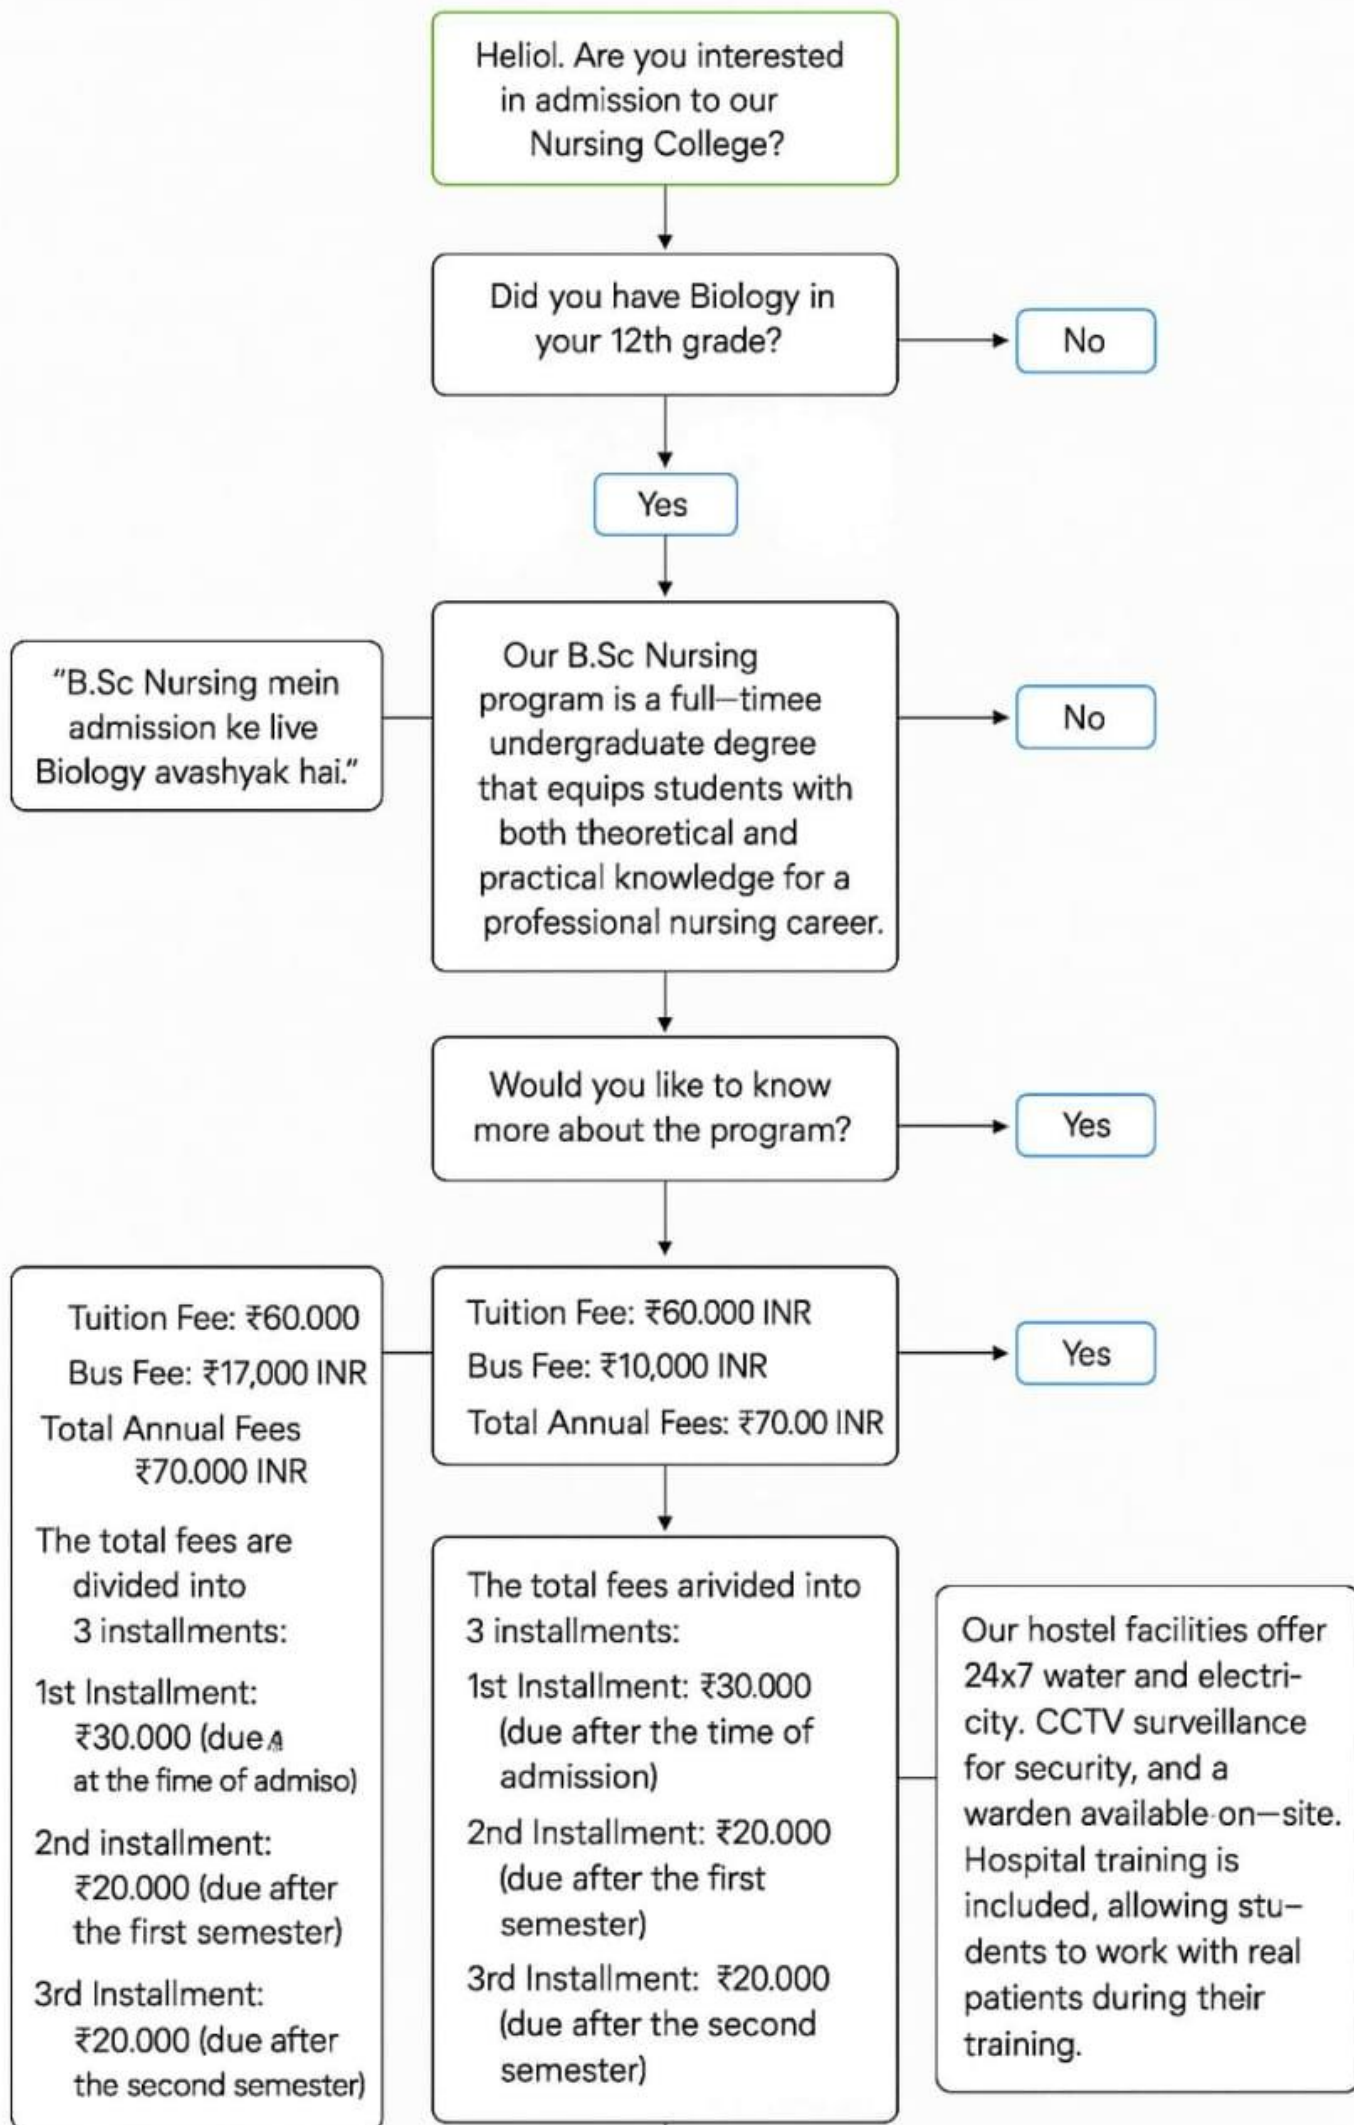 Heliol. Are you interested
in admission to our
Nursing College?
Did you have Biology in
your 12th grade?
No
Yes
"B.Sc Nursing mein
admission ke live
Biology avashyak hai."
Our B.Sc Nursing
program is a full—timee
undergraduate degree
that equips students with
both theoretical and
practical knowledge for a
professional nursing career.
No
Would you like to know
more about the program?
Yes
Tuition Fee: ₹60.000
Bus Fee: ₹17,000 INR
Total Annual Fees
₹70.000 INR
The total fees are
divided into
3 installments:
1st Installment:
₹30.000 (due
at the fime of admiso)
2nd installment:
₹20.000 (due after
the first semester)
3rd Installment:
₹20.000 (due after
the second semester)
Tuition Fee: ₹60.000 INR
Bus Fee: ₹10,000 INR
Total Annual Fees: ₹70.00 INR
Yes
The total fees arivided into
3 installments:
1st Installment: ₹30.000
(due after the time of
admission)
2nd Installment: ₹20.000
(due after the first
semester)
3rd Installment: ₹20.000
(due after the second
semester)
Our hostel facilities offer
24x7 water and electri-
city. CCTV surveillance
for security, and a
warden available on—site.
Hospital training is
included, allowing stu–
dents to work with real
patients during their
training.